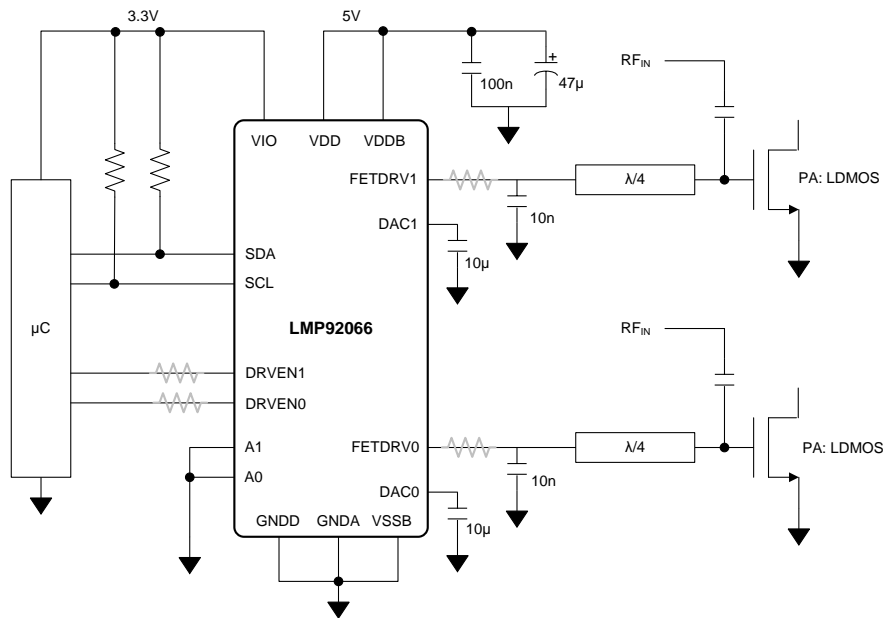 3.3V
5V
100n
+
47µ
RF_IN
VIO
VDD
VDDB
FETDRV1
λ/4
PA: LDMOS
10n
DAC1
10µ
SDA
SCL
µC
LMP92066
RF_IN
DRVEN1
DRVEN0
A1
FETDRV0
λ/4
PA: LDMOS
A0
10n
DAC0
10µ
GNDD
GNDA
VSSB